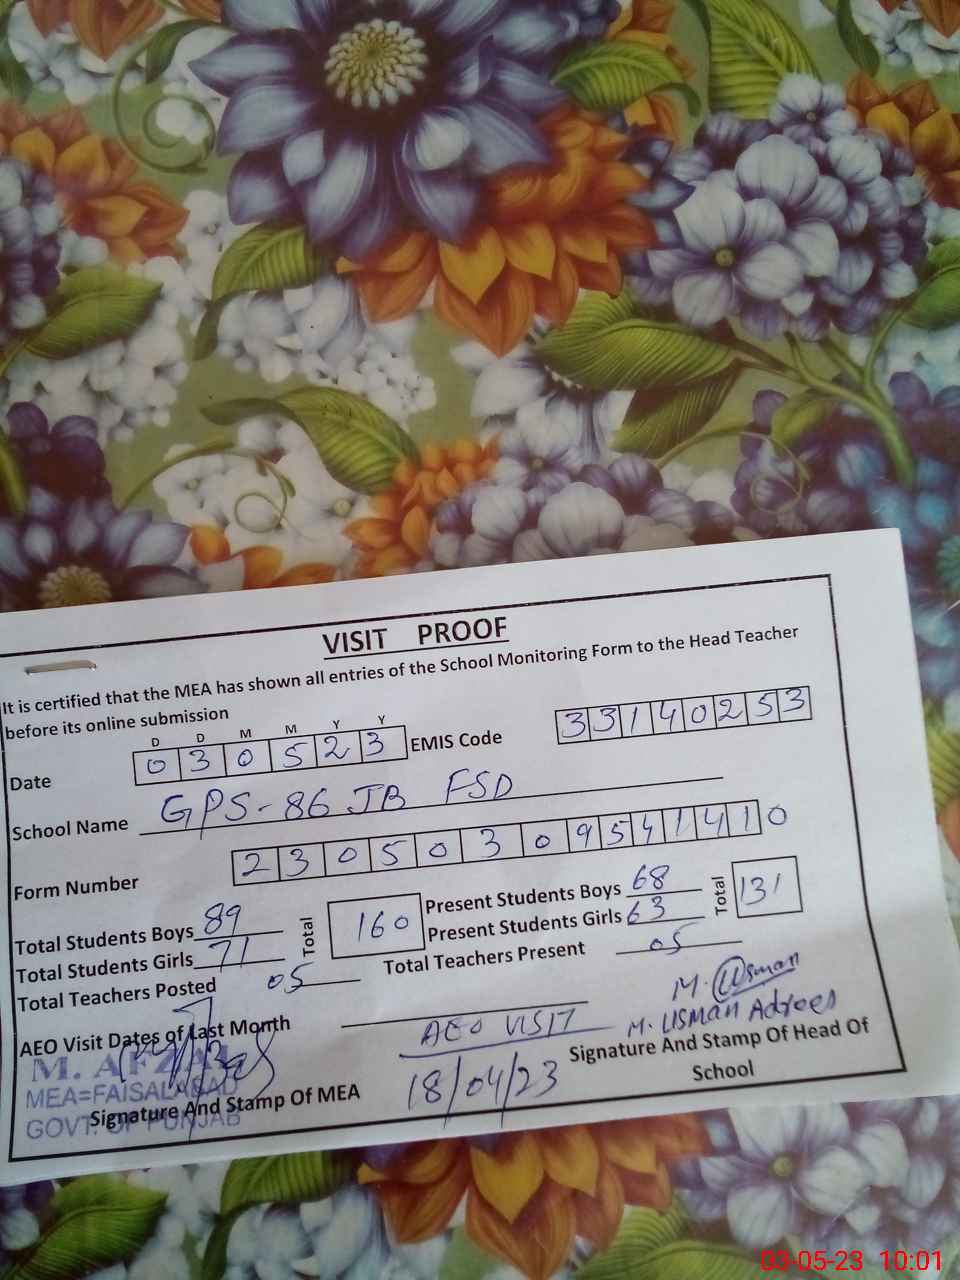 VISIT PROOF
It is certified that the MEA has shown all entries of the School Monitoring Form to the Head Teacher
before its online submission
D D M M Y Y
Date 0 3 0 5 2 3 EMIS Code 3 3 1 4 0 2 5 3
School Name GPS-86 JB FSD
Form Number 2 3 0 5 0 3 0 9 5 4 1 1 4 1 0
Total Students Boys 89 Total 160 Present Students Boys 68 Total 131
Total Students Girls 71 Present Students Girls 63
Total Teachers Posted 05 Total Teachers Present 05
M. Usman
AEO Visit Dates of Last Month AEO VISIT M. USMAN Adrees
18/04/23
M. AFZAL
MEA=FAISALABAD
GOVT. OF PUNJAB
Signature And Stamp Of MEA
Signature And Stamp Of Head Of
School
03-05-23 10:01